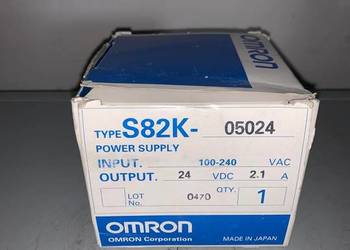 OMRON
TYPE S82K- 05024
POWER SUPPLY
INPUT. 100-240 VAC
OUTPUT. 24 VDC 2.1 A
LOT No. 0470 QTY. 1
OMRON
OMRON Corporation MADE IN JAPAN